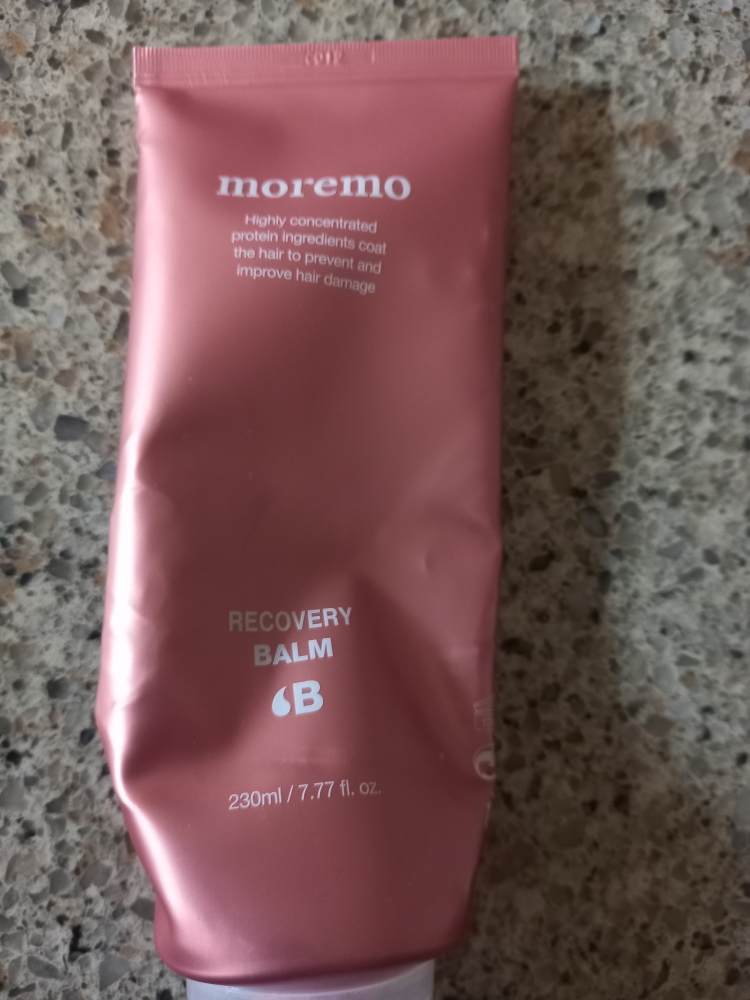 moremo
Highly concentrated
protein ingredients coat
the hair to prevent and
improve hair damage
RECOVERY
BALM
B
230ml / 7.77 fl. oz.